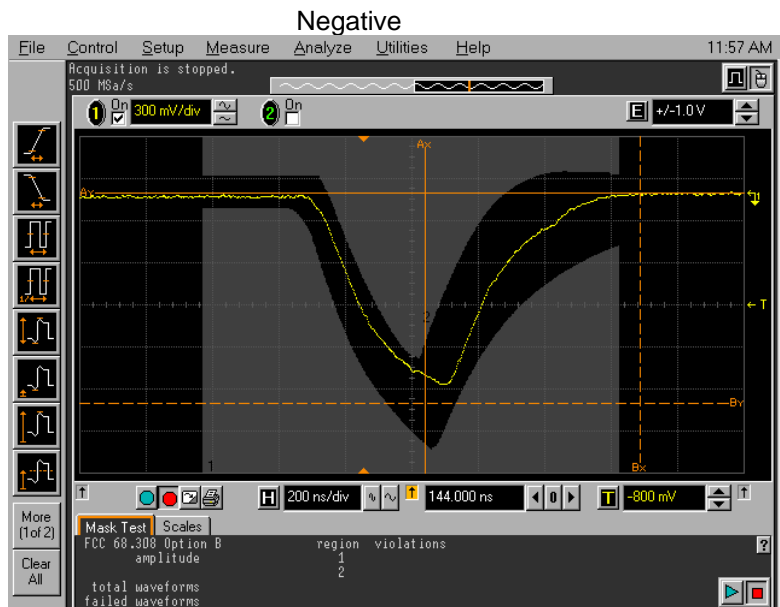 Negative
File Control Setup Measure Analyze Utilities Help 11:57 AM
Acquisition is stopped.
500 MSa/s
1 On 300 mV/div 2 On E +/-1.0 V
Ax
Ay
1
T
2
By
1
Bx
H 200 ns/div 144.000 ns 0 T -800 mV
More
(1of 2)
Clear
All
Mask Test Scales
FCC 68.308 Option B region violations
amplitude 1
2
total waveforms
failed waveforms
?